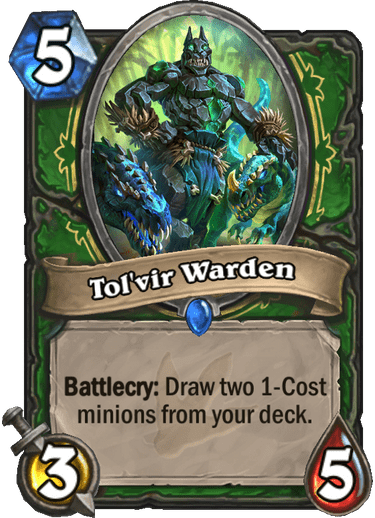 5
Tol'vir Warden
Battlecry: Draw two 1-Cost
minions from your deck.
3
5